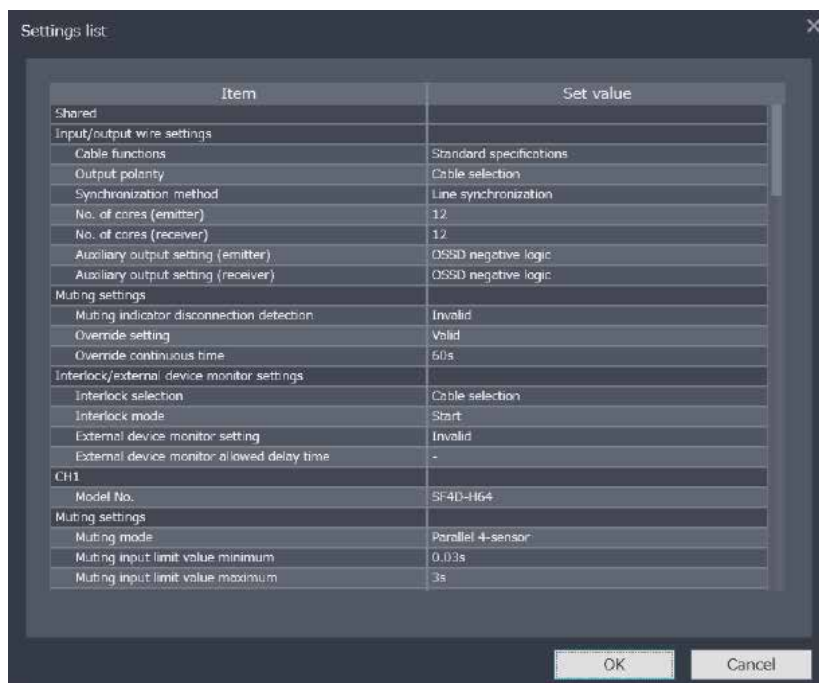 Settings list
Item Set value
Shared
Input/output wire settings
Cable functions Standard specifications
Output polarity Cable selection
Synchronization method Line synchronization
No. of cores (emitter) 12
No. of cores (receiver) 12
Auxiliary output setting (emitter) OSSD negative logic
Auxiliary output setting (receiver) OSSD negative logic
Muting settings
Muting indicator disconnection detection Invalid
Override setting Valid
Override continuous time 60s
Interlock/external device monitor settings
Interlock selection Cable selection
Interlock mode Start
External device monitor setting Invalid
External device monitor allowed delay time -
CH1
Model No. SF4D-H64
Muting settings
Muting mode Parallel 4-sensor
Muting input limit value minimum 0.03s
Muting input limit value maximum 3s
OK Cancel